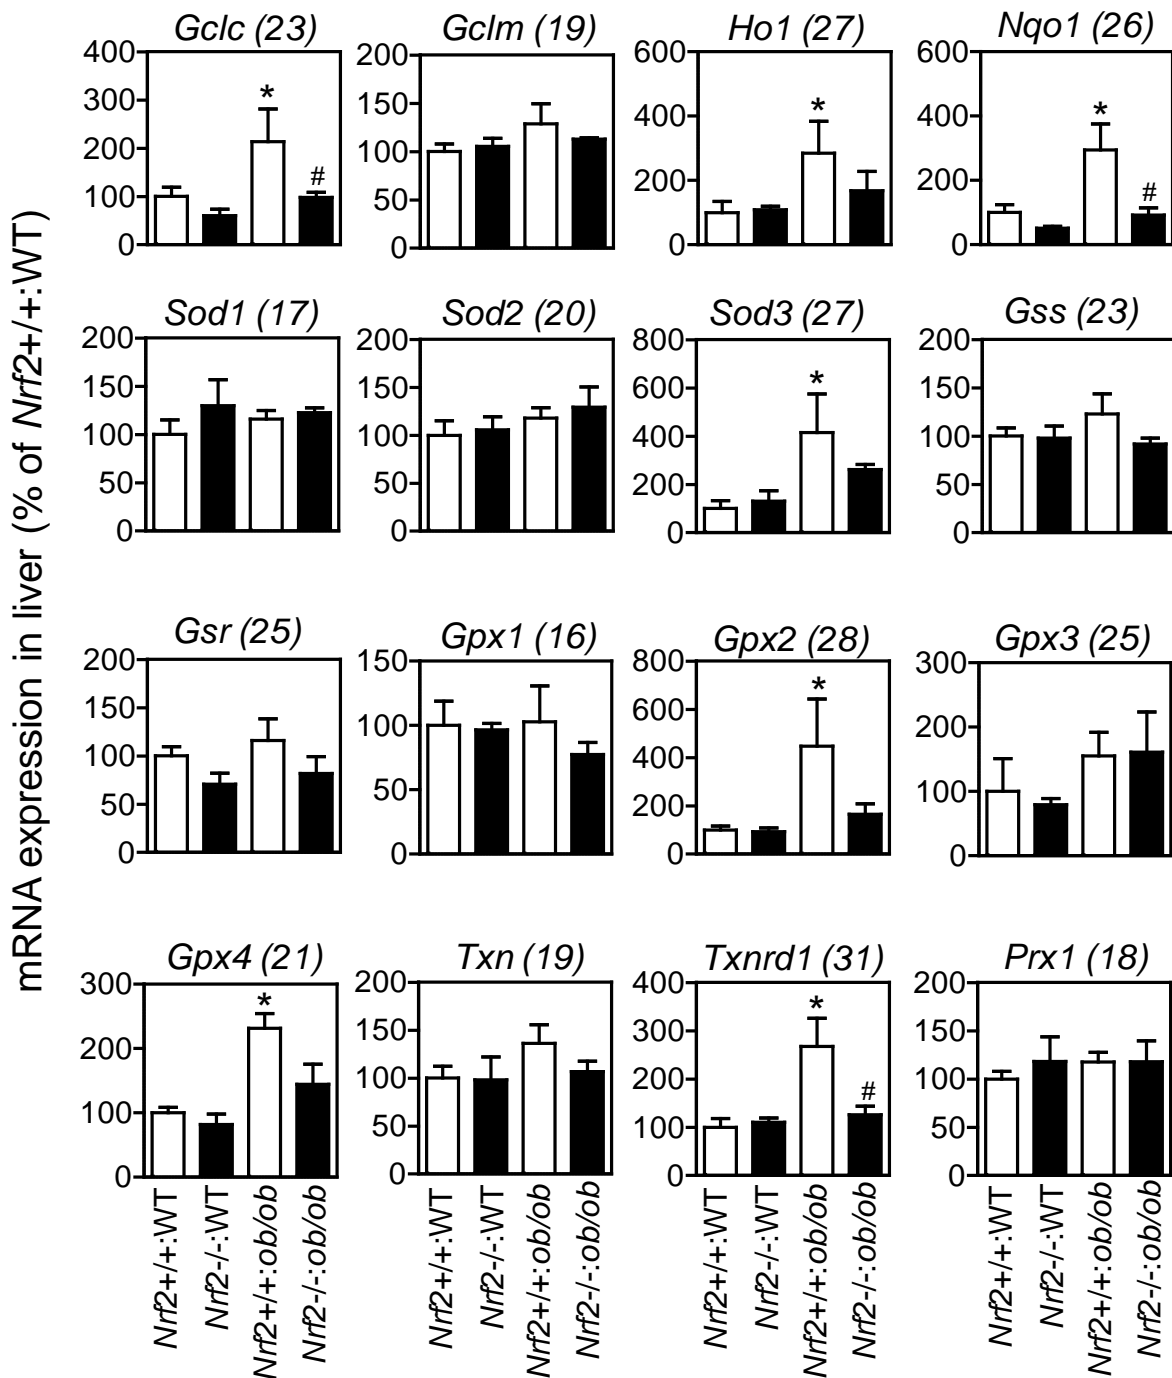 mRNA expression in liver (% of Nrf2+/+:WT)
Gclc (23)
400
300
200
100
0
*
#
Gclm (19)
200
150
100
50
0
Ho1 (27)
600
400
200
0
*
Nqo1 (26)
600
400
200
0
*
#
Sod1 (17)
200
150
100
50
0
Sod2 (20)
200
150
100
50
0
Sod3 (27)
800
600
400
200
0
*
Gss (23)
200
150
100
50
0
Gsr (25)
200
150
100
50
0
Gpx1 (16)
150
100
50
0
Gpx2 (28)
800
600
400
200
0
*
Gpx3 (25)
300
200
100
0
Gpx4 (21)
300
200
100
0
*
Nrf2+/+:WT
Nrf2-/-:WT
Nrf2+/+:ob/ob
Nrf2-/-:ob/ob
Txn (19)
200
150
100
50
0
Nrf2+/+:WT
Nrf2-/-:WT
Nrf2+/+:ob/ob
Nrf2-/-:ob/ob
Txnrd1 (31)
400
300
200
100
0
*
#
Nrf2+/+:WT
Nrf2-/-:WT
Nrf2+/+:ob/ob
Nrf2-/-:ob/ob
Prx1 (18)
200
150
100
50
0
Nrf2+/+:WT
Nrf2-/-:WT
Nrf2+/+:ob/ob
Nrf2-/-:ob/ob